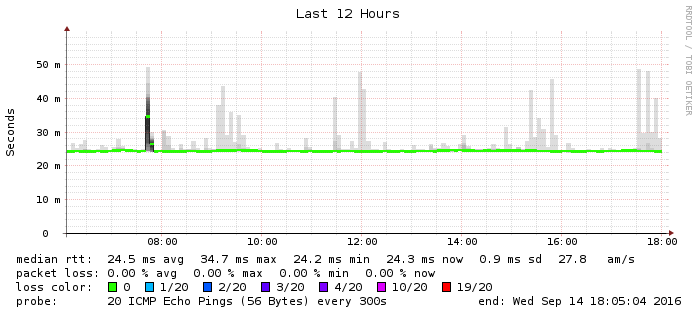 Last 12 Hours
RRDTOOL / TOBI OETIKER
Seconds
50 m
40 m
30 m
20 m
10 m
0
08:00 10:00 12:00 14:00 16:00 18:00
median rtt: 24.5 ms avg 34.7 ms max 24.2 ms min 24.3 ms now 0.9 ms sd 27.8 am/s
packet loss: 0.00 % avg 0.00 % max 0.00 % min 0.00 % now
loss color: 0 1/20 2/20 3/20 4/20 10/20 19/20
probe: 20 ICMP Echo Pings (56 Bytes) every 300s end: Wed Sep 14 18:05:04 2016